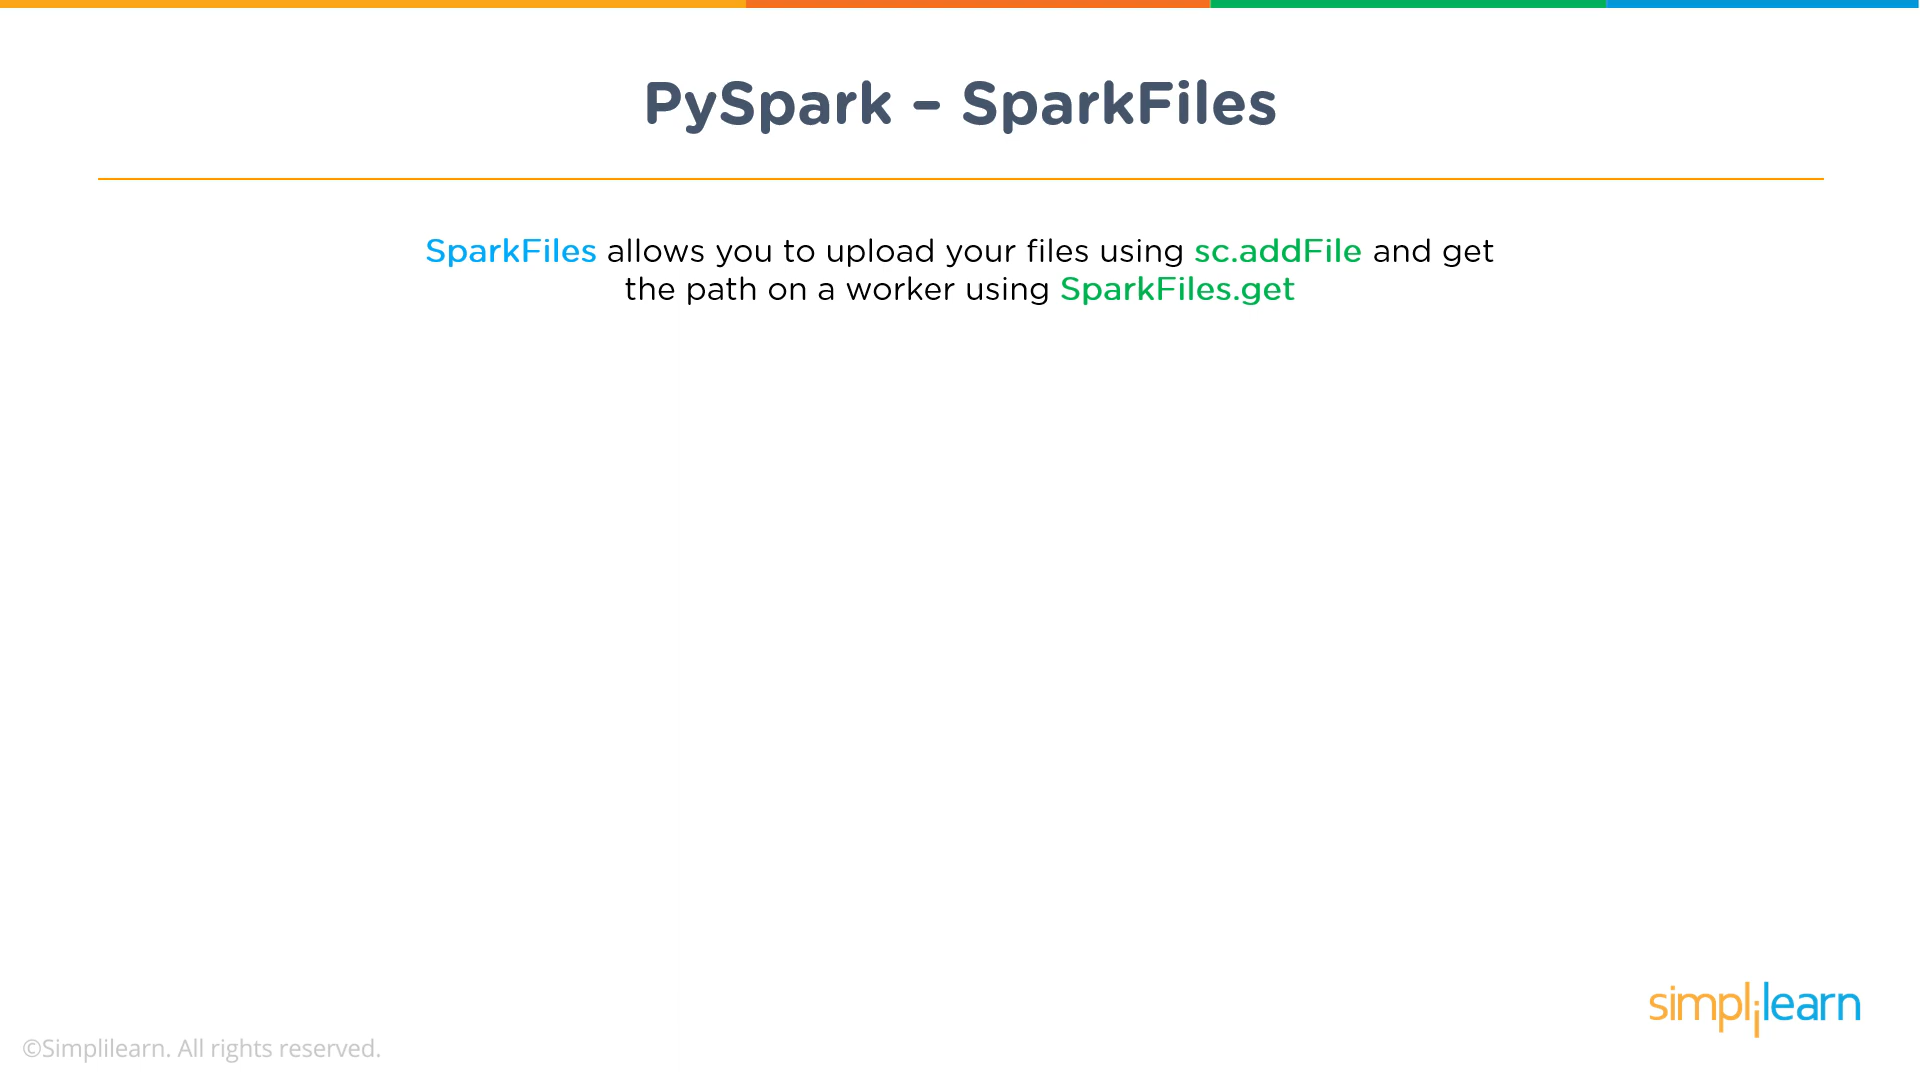 PySpark – SparkFiles
SparkFiles allows you to upload your files using sc.addFile and get
the path on a worker using SparkFiles.get
simplilearn
©Simplilearn. All rights reserved.